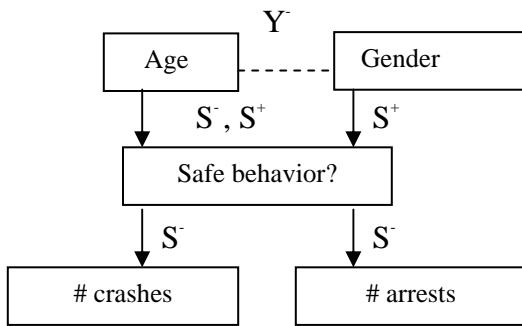 Y⁻
Age
Gender
S⁻ , S⁺
S⁺
Safe behavior?
S⁻
S⁻
# crashes
# arrests